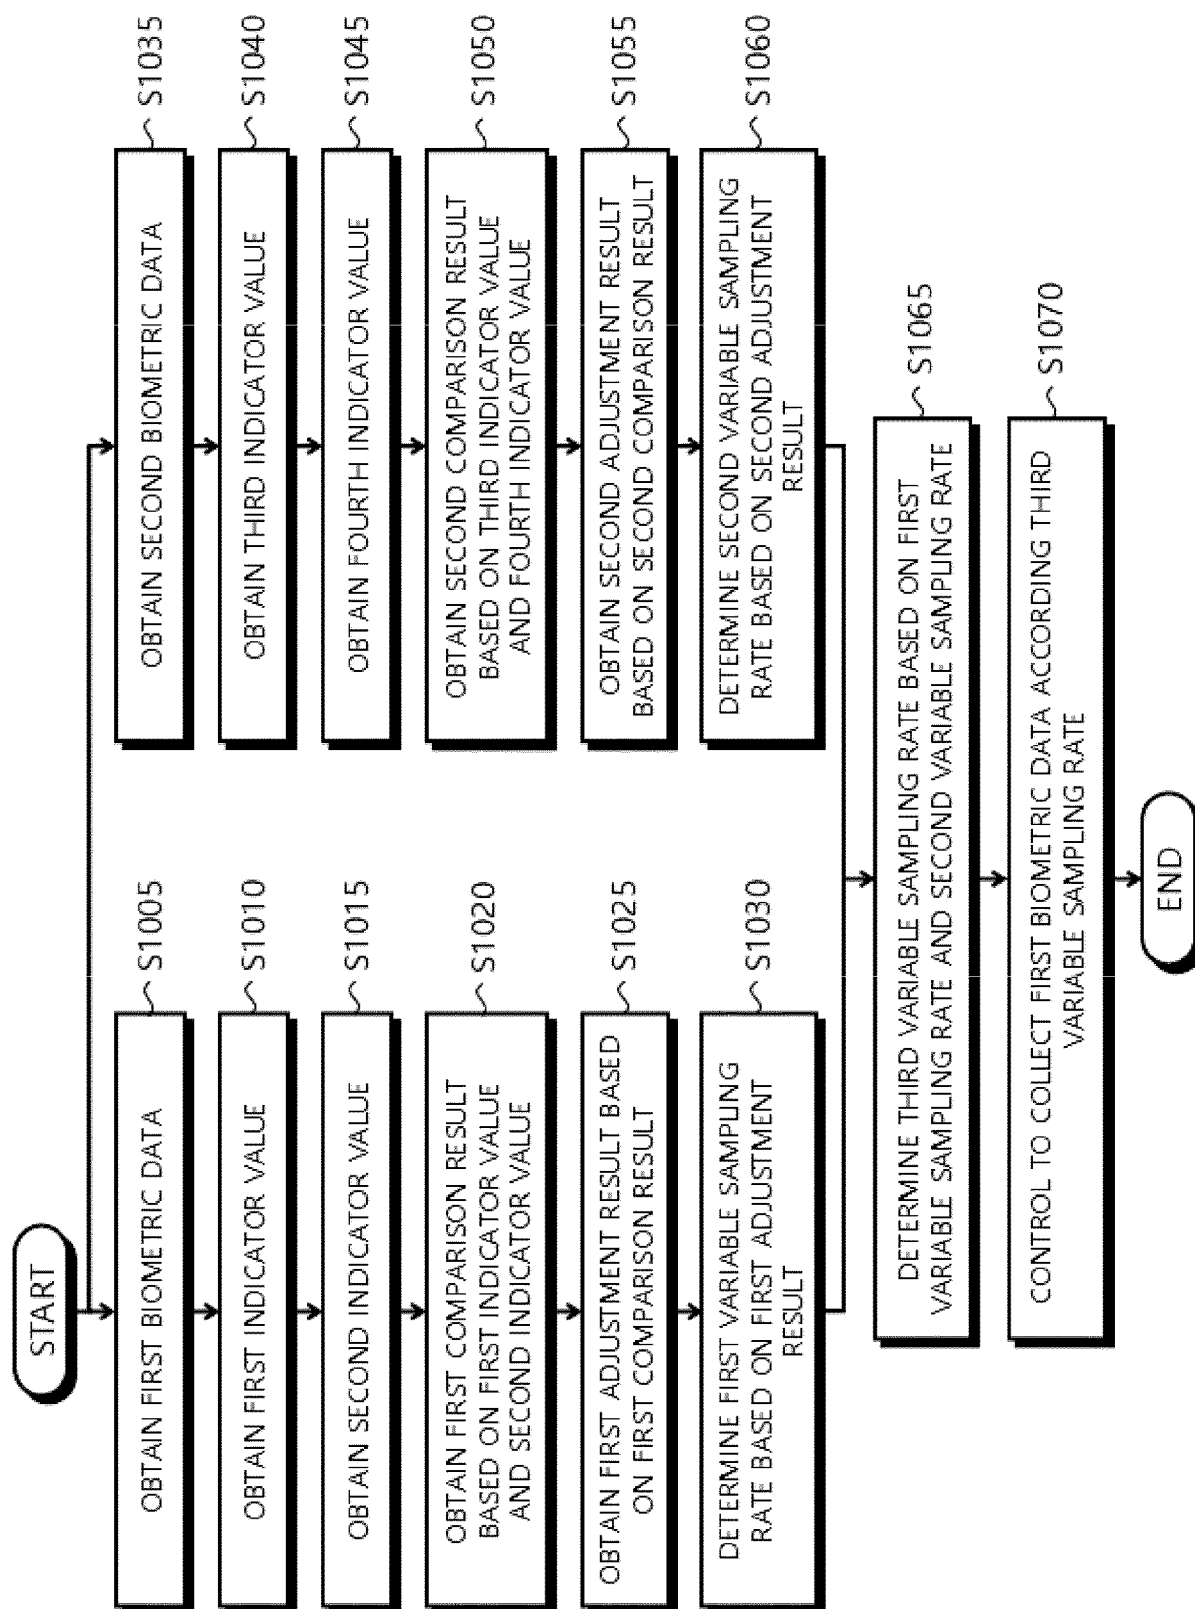 START
OBTAIN FIRST BIOMETRIC DATA
S1005
OBTAIN FIRST INDICATOR VALUE
S1010
OBTAIN SECOND INDICATOR VALUE
S1015
OBTAIN FIRST COMPARISON RESULT
BASED ON FIRST INDICATOR VALUE
AND SECOND INDICATOR VALUE
S1020
OBTAIN FIRST ADJUSTMENT RESULT BASED
ON FIRST COMPARISON RESULT
S1025
DETERMINE FIRST VARIABLE SAMPLING
RATE BASED ON FIRST ADJUSTMENT
RESULT
S1030
OBTAIN SECOND BIOMETRIC DATA
S1035
OBTAIN THIRD INDICATOR VALUE
S1040
OBTAIN FOURTH INDICATOR VALUE
S1045
OBTAIN SECOND COMPARISON RESULT
BASED ON THIRD INDICATOR VALUE
AND FOURTH INDICATOR VALUE
S1050
OBTAIN SECOND ADJUSTMENT RESULT
BASED ON SECOND COMPARISON RESULT
S1055
DETERMINE SECOND VARIABLE SAMPLING
RATE BASED ON SECOND ADJUSTMENT
RESULT
S1060
DETERMINE THIRD VARIABLE SAMPLING RATE BASED ON FIRST
VARIABLE SAMPLING RATE AND SECOND VARIABLE SAMPLING RATE
S1065
CONTROL TO COLLECT FIRST BIOMETRIC DATA ACCORDING THIRD
VARIABLE SAMPLING RATE
S1070
END